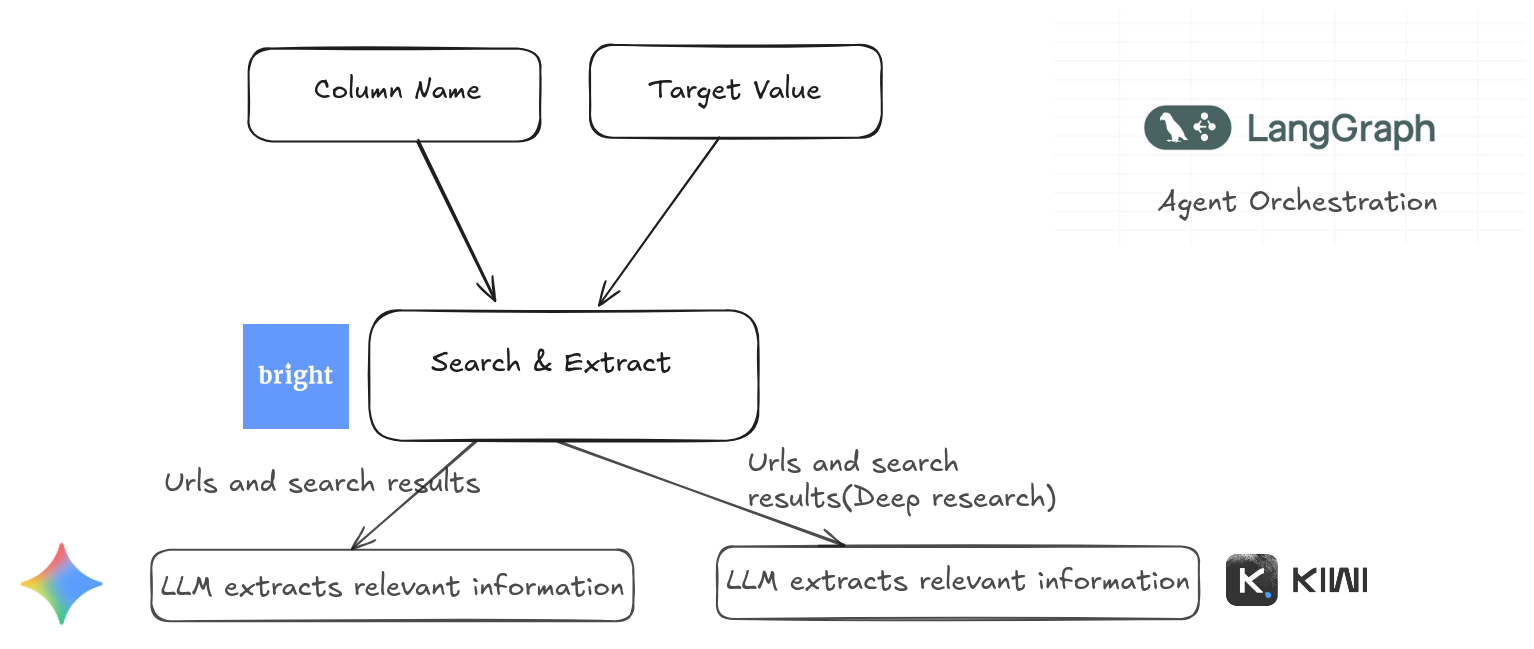 Column Name
Target Value
LangGraph
Agent Orchestration
Search & Extract
bright
Urls and search results
Urls and search
results(Deep research)
LLM extracts relevant information
LLM extracts relevant information
K.
KIWI